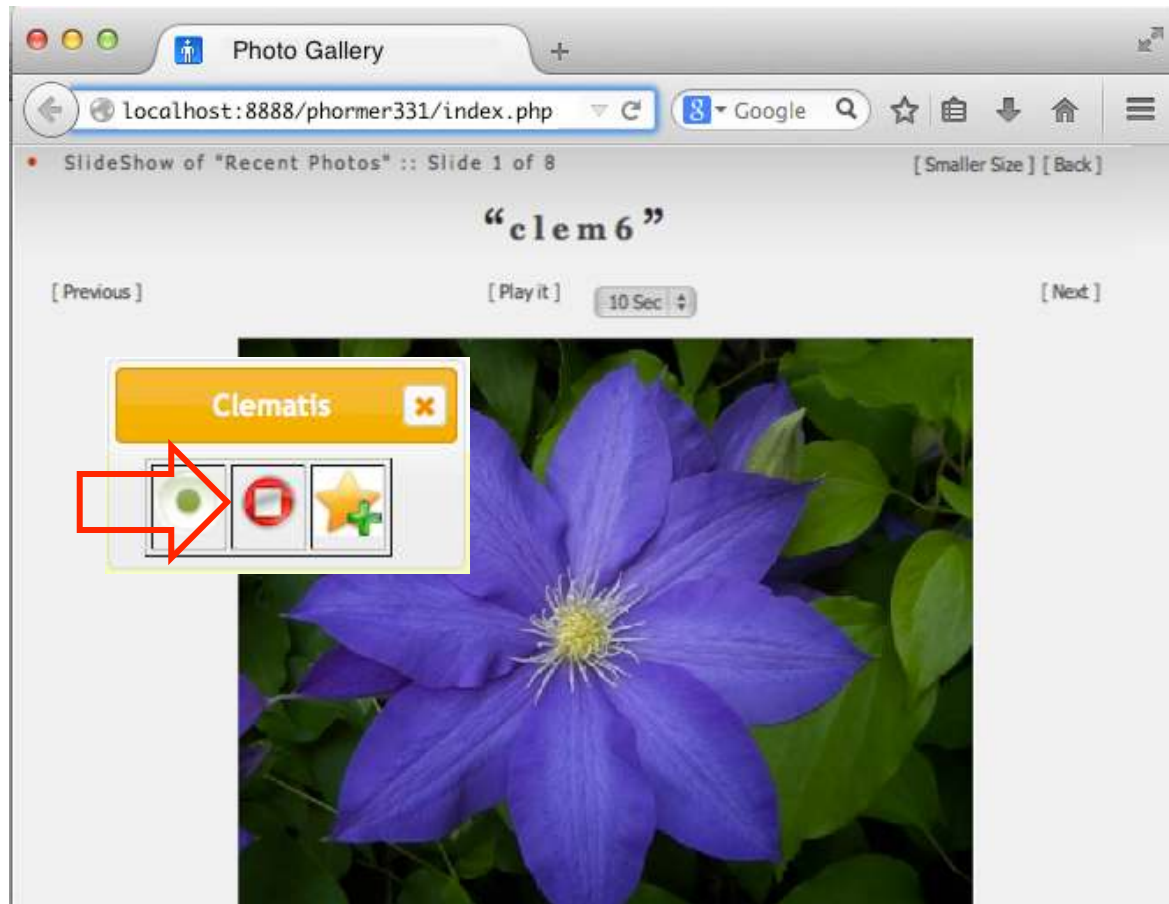 Photo Gallery
localhost:8888/phormer331/index.php
8 Google
SlideShow of "Recent Photos" :: Slide 1 of 8
[ Smaller Size ] [ Back ]
“clem6”
[ Previous ]
[ Play it ]
10 Sec
[ Next ]
Clematis